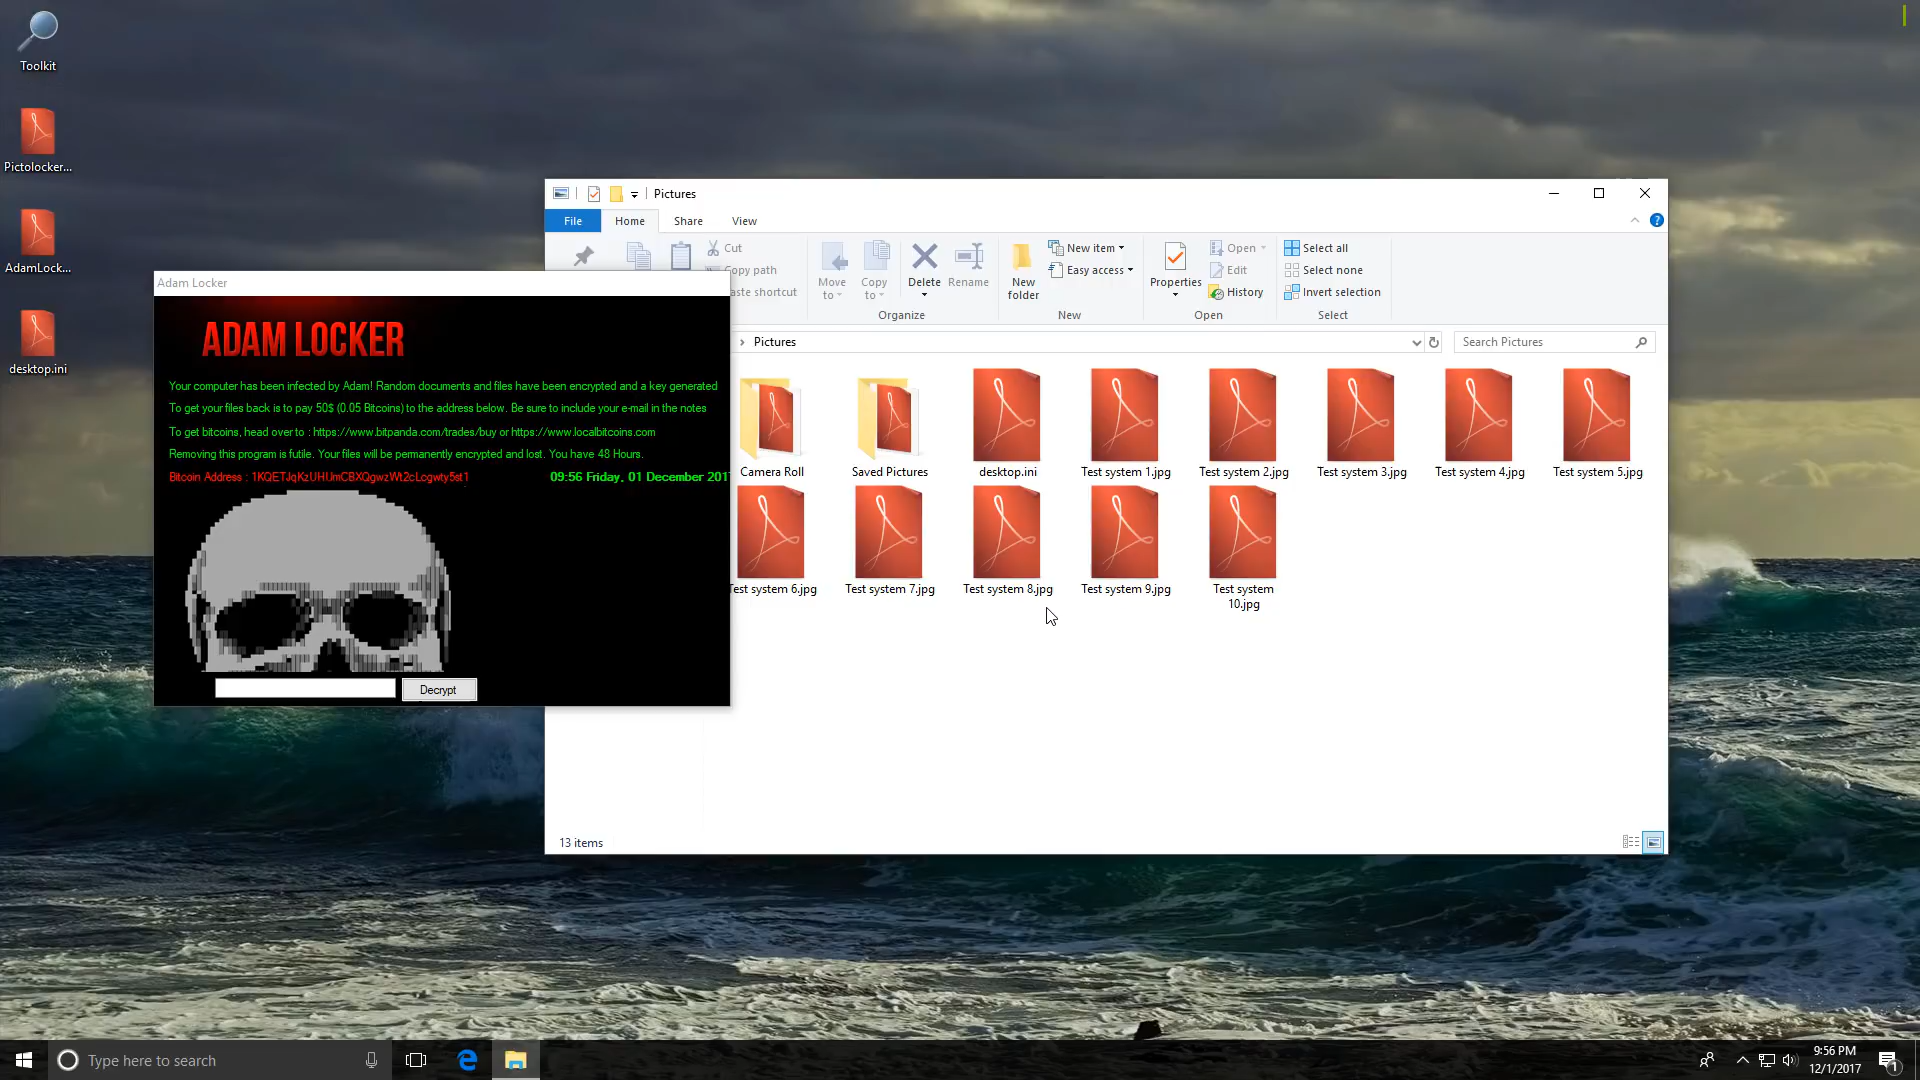 Toolkit
Pictolocker...
AdamLock...
desktop.ini
Pictures
File Home Share View
Cut
Copy path
aste shortcut
Move to
Copy to
Delete
Rename
Organize
New folder
New item
Easy access
New
Properties
Open
Edit
History
Open
Select all
Select none
Invert selection
Select
Pictures
Search Pictures
Camera Roll
Saved Pictures
desktop.ini
Test system 1.jpg
Test system 2.jpg
Test system 3.jpg
Test system 4.jpg
Test system 5.jpg
Test system 6.jpg
Test system 7.jpg
Test system 8.jpg
Test system 9.jpg
Test system
10.jpg
13 items
Adam Locker
ADAM LOCKER
Your computer has been infected by Adam! Random documents and files have been encrypted and a key generated
To get your files back is to pay 50$ (0.05 Bitcoins) to the address below. Be sure to include your e-mail in the notes
To get bitcoins, head over to : https://www.bitpanda.com/trades/buy or https://www.localbitcoins.com
Removing this program is futile. Your files will be permanently encrypted and lost. You have 48 Hours.
Bitcoin Address : 1KQETJqKzUHUmCBXQgwzWt2cLcgwty5st1
09:56 Friday, 01 December 201
Decrypt
Type here to search
9:56 PM
12/1/2017
1